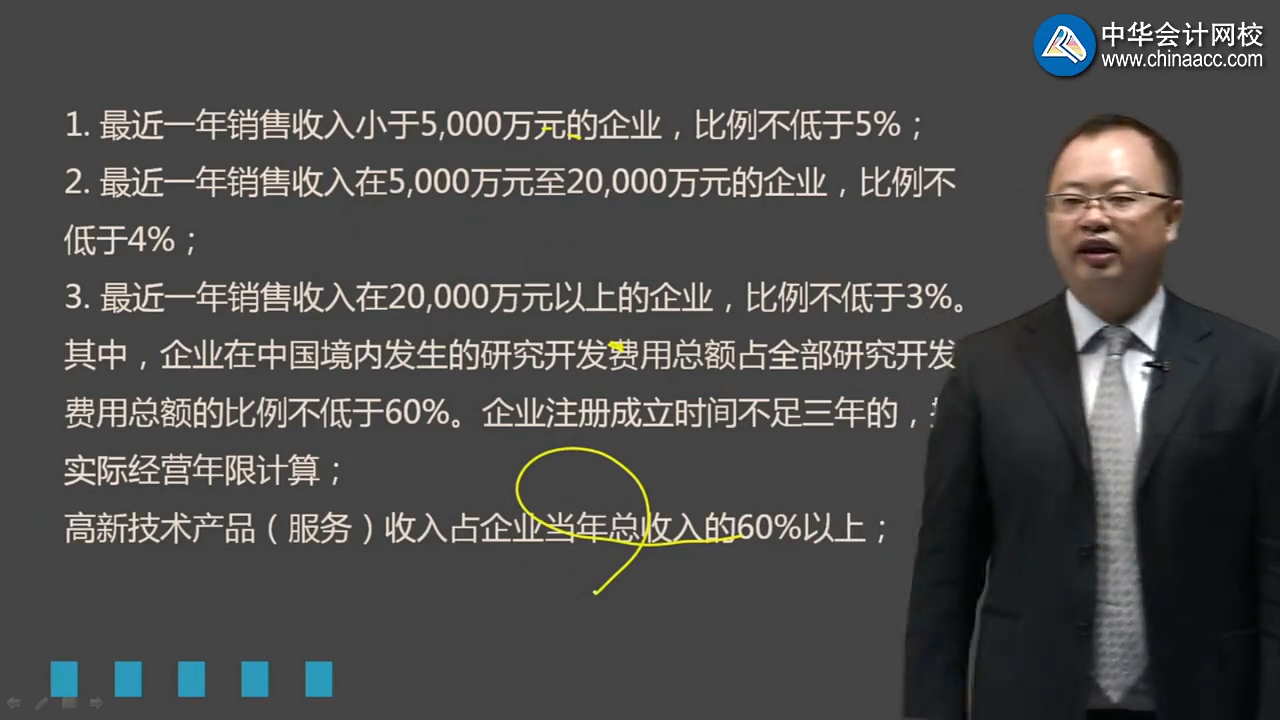 中华会计网校
www.chinaacc.com
1. 最近一年销售收入小于5,000万元的企业，比例不低于5%；
2. 最近一年销售收入在5,000万元至20,000万元的企业，比例不
低于4%；
3. 最近一年销售收入在20,000万元以上的企业，比例不低于3%。
其中，企业在中国境内发生的研究开发费用总额占全部研究开发
费用总额的比例不低于60%。企业注册成立时间不足三年的，
实际经营年限计算；
高新技术产品（服务）收入占企业当年总收入的60%以上；